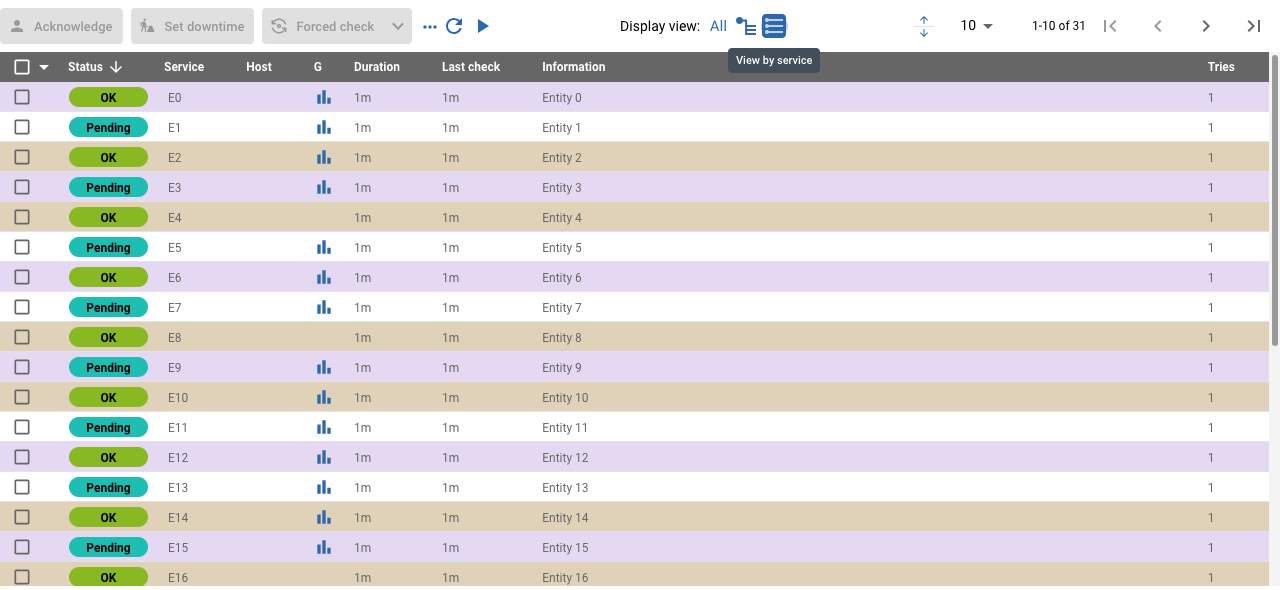 Acknowledge Set downtime Forced check Display view: All 10 1-10 of 31
View by service
Status Service Host G Duration Last check Information Tries
OK E0 1m 1m Entity 0 1
Pending E1 1m 1m Entity 1 1
OK E2 1m 1m Entity 2 1
Pending E3 1m 1m Entity 3 1
OK E4 1m 1m Entity 4 1
Pending E5 1m 1m Entity 5 1
OK E6 1m 1m Entity 6 1
Pending E7 1m 1m Entity 7 1
OK E8 1m 1m Entity 8 1
Pending E9 1m 1m Entity 9 1
OK E10 1m 1m Entity 10 1
Pending E11 1m 1m Entity 11 1
OK E12 1m 1m Entity 12 1
Pending E13 1m 1m Entity 13 1
OK E14 1m 1m Entity 14 1
Pending E15 1m 1m Entity 15 1
OK E16 1m 1m Entity 16 1